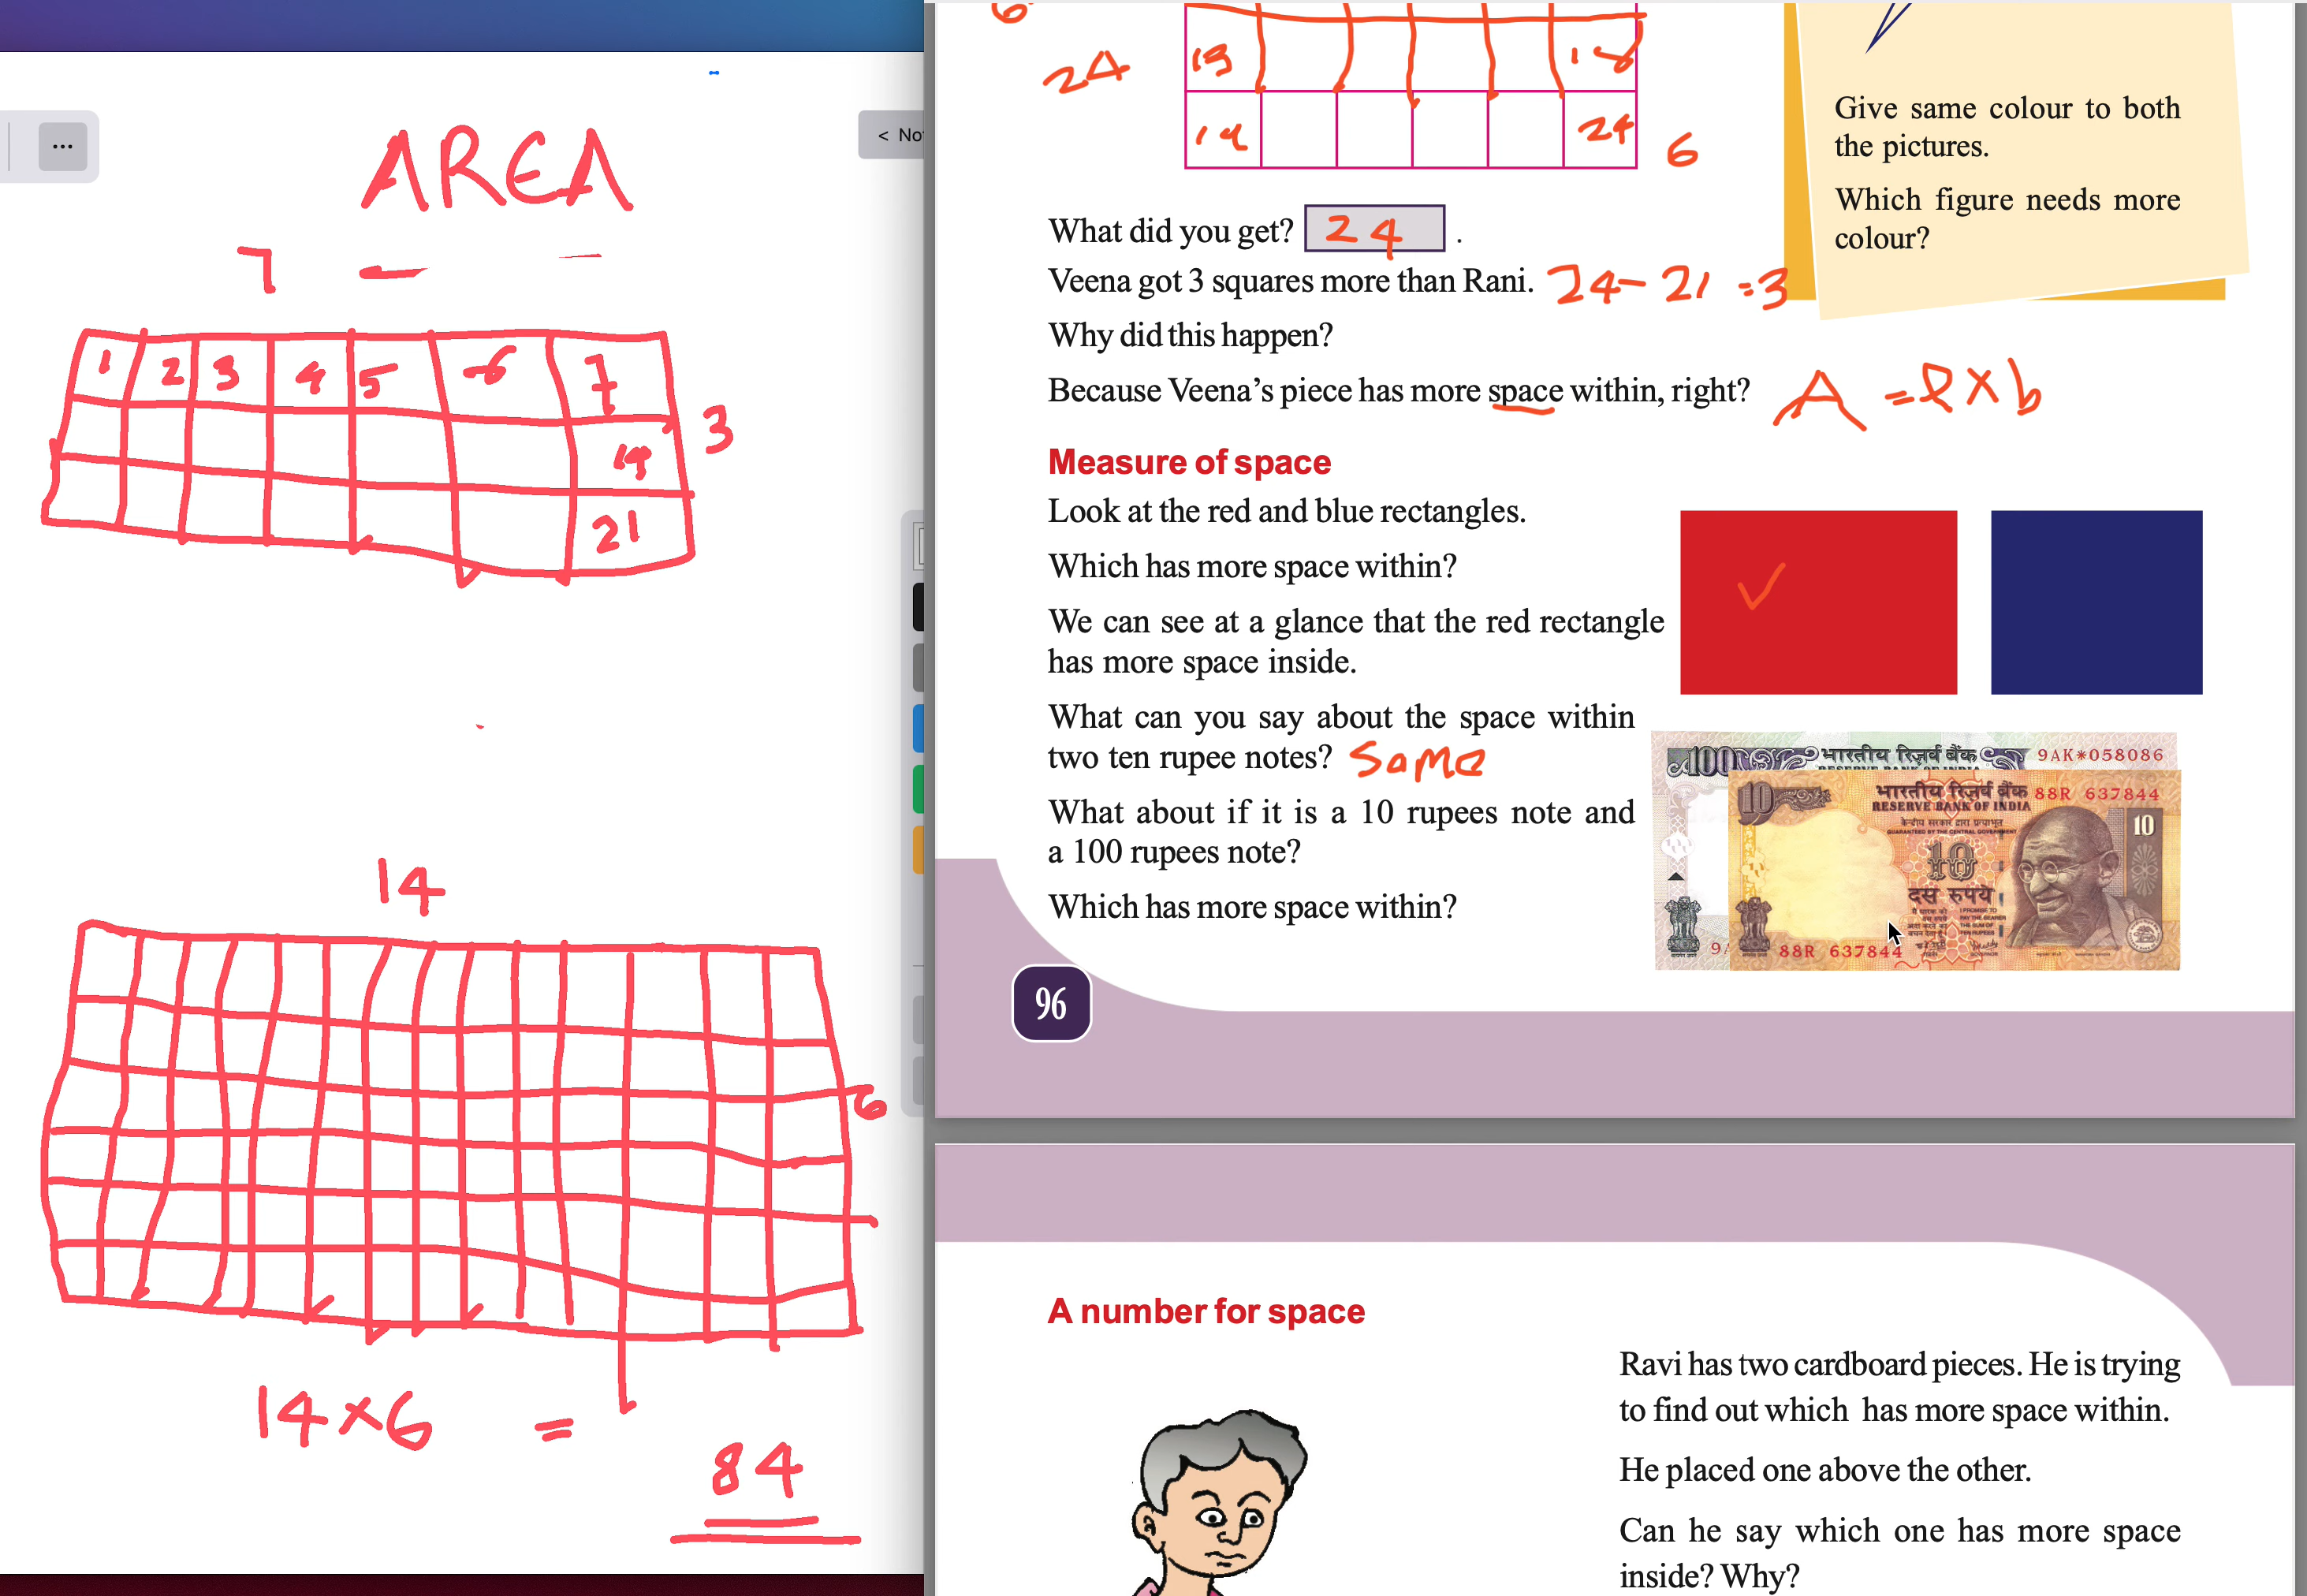 ...
< No
AREA
7
1 2 3 4 5 6 7
3
19
21
14
6
14 × 6 =
84
6
24
13 18
19 24
6
What did you get? 24 .
Veena got 3 squares more than Rani. 24 - 21 = 3
Why did this happen?
Because Veena’s piece has more space within, right? A = l × b
Give same colour to both
the pictures.
Which figure needs more
colour?
Measure of space
Look at the red and blue rectangles.
Which has more space within?
We can see at a glance that the red rectangle
has more space inside.
What can you say about the space within
two ten rupee notes? Same
What about if it is a 10 rupees note and
a 100 rupees note?
Which has more space within?
100 भारतीय रिज़र्व बैंक 9AK*058086
10 भारतीय रिज़र्व बैंक 88R 637844
RESERVE BANK OF INDIA
10
10
दस रुपये
88R 637844
96
A number for space
Ravi has two cardboard pieces. He is trying
to find out which has more space within.
He placed one above the other.
Can he say which one has more space
inside? Why?